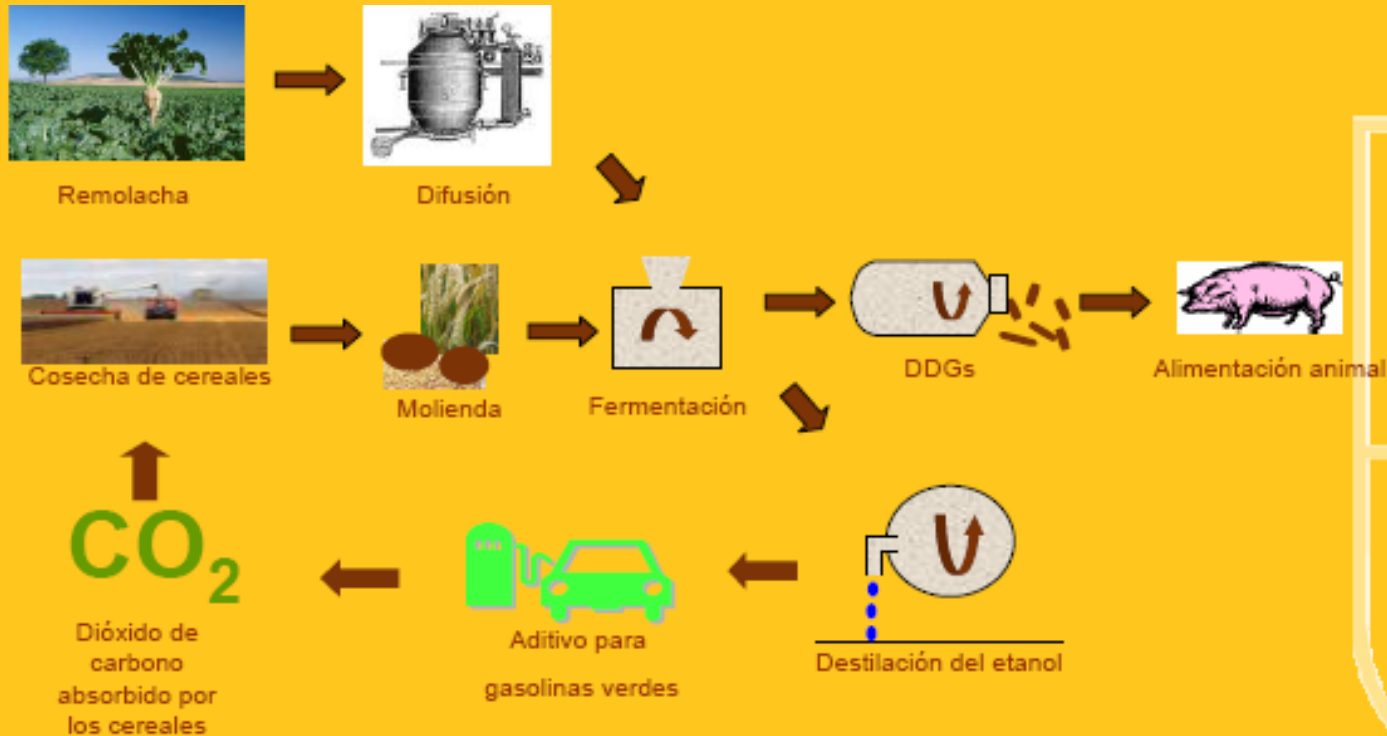 Remolacha
Difusión
Cosecha de cereales
Molienda
Fermentación
DDGs
Alimentación animal
CO2
Dióxido de
carbono
absorbido por
los cereales
Aditivo para
gasolinas verdes
Destilación del etanol